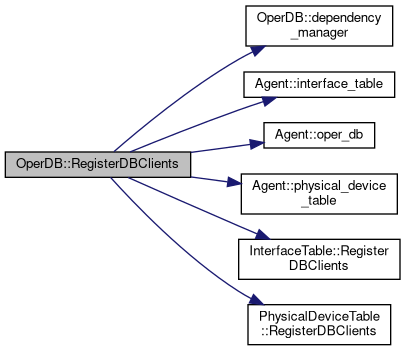 OperDB::dependency
_manager
Agent::interface_table
Agent::oper_db
OperDB::RegisterDBClients
Agent::physical_device
_table
InterfaceTable::Register
DBClients
PhysicalDeviceTable
::RegisterDBClients